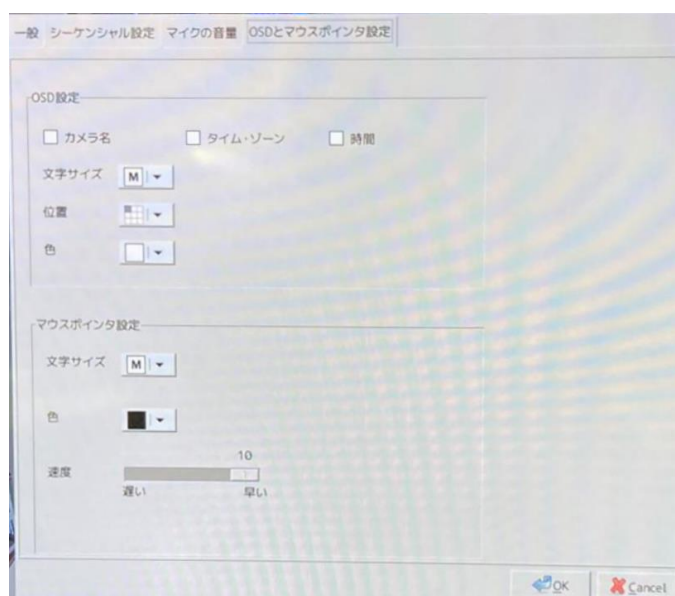 一般 シーケンシャル設定 マイクの音量 OSDとマウスポインタ設定
OSD設定
カメラ名 タイム・ゾーン 時間
文字サイズ M
位置
色
マウスポインタ設定
文字サイズ M
色
10
速度
遅い 早い
OK Cancel